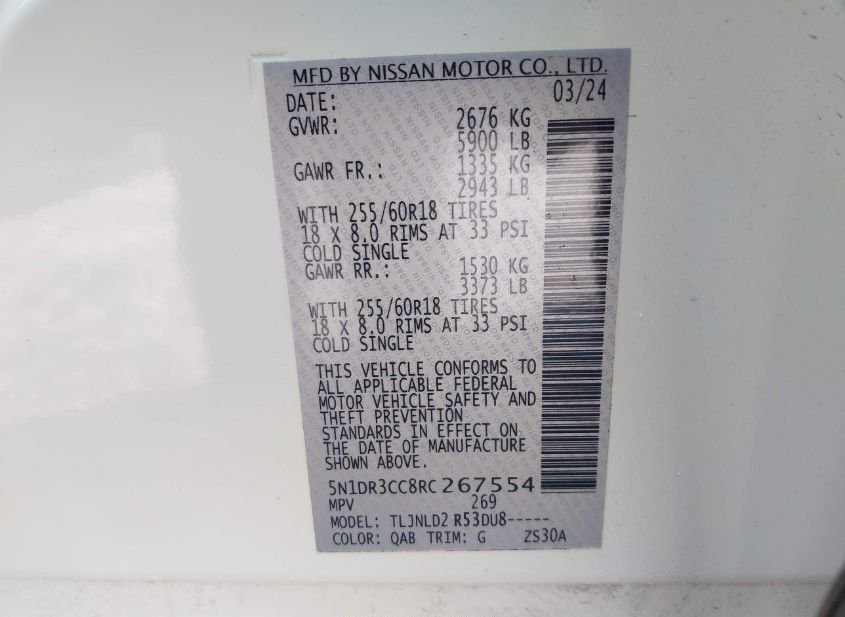 MFD BY NISSAN MOTOR CO., LTD.
DATE: 03/24
GVWR: 2676 KG
5900 LB
GAWR FR.: 1335 KG
2943 LB
WITH 255/60R18 TIRES
18 X 8.0 RIMS AT 33 PSI
COLD SINGLE
GAWR RR.: 1530 KG
3373 LB
WITH 255/60R18 TIRES
18 X 8.0 RIMS AT 33 PSI
COLD SINGLE
THIS VEHICLE CONFORMS TO
ALL APPLICABLE FEDERAL
MOTOR VEHICLE SAFETY AND
THEFT PREVENTION
STANDARDS IN EFFECT ON
THE DATE OF MANUFACTURE
SHOWN ABOVE.
5N1DR3CC8RC267554
MPV 269
MODEL: TLJNLD2 R53DU8-----
COLOR: QAB TRIM: G ZS30A